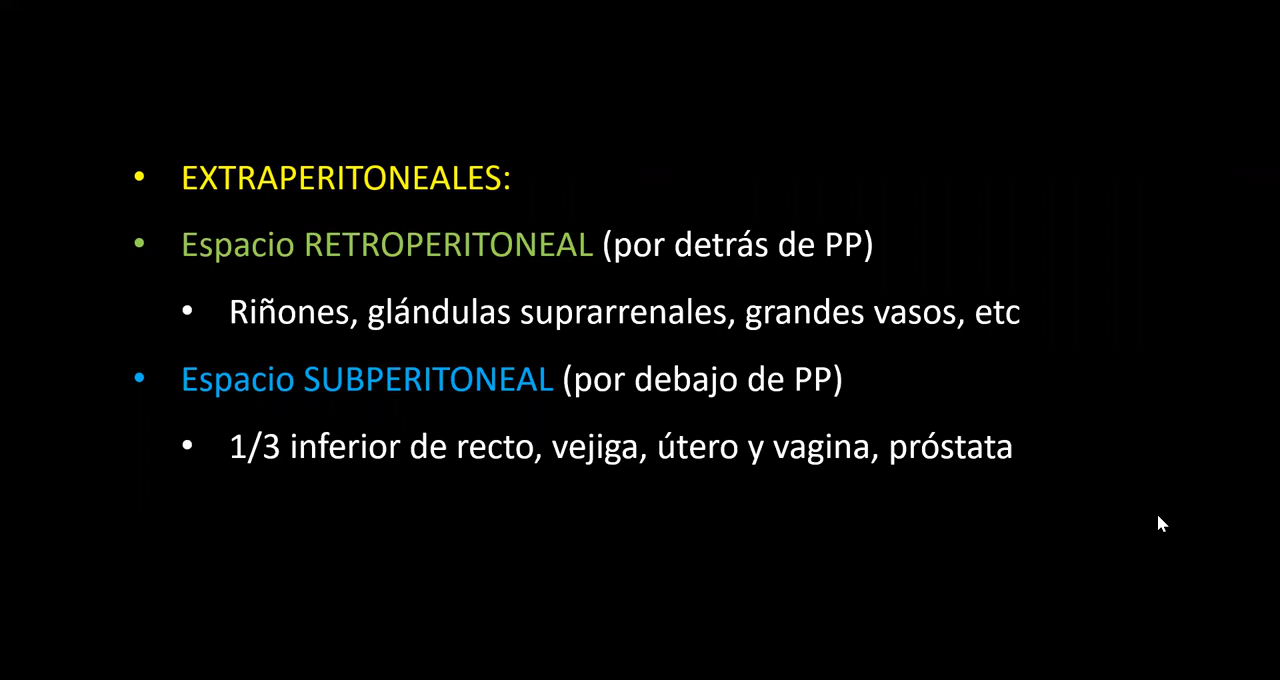 • EXTRAPERITONEALES:
• Espacio RETROPERITONEAL (por detrás de PP)
• Riñones, glándulas suprarrenales, grandes vasos, etc
• Espacio SUBPERITONEAL (por debajo de PP)
• 1/3 inferior de recto, vejiga, útero y vagina, próstata